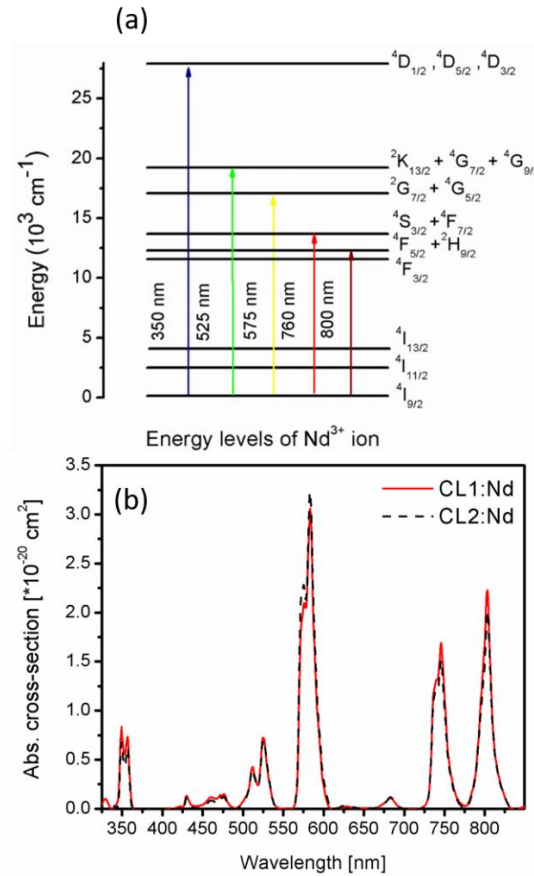 (a)
Energy (10³ cm⁻¹)
25
20
15
10
5
0
350 nm
525 nm
575 nm
760 nm
800 nm
⁴D₁/₂ ,⁴D₅/₂ ,⁴D₃/₂
²K₁₃/₂ + ⁴G₇/₂ + ⁴G₉/₂
²G₇/₂ + ⁴G₅/₂
⁴S₃/₂ +⁴F₇/₂
⁴F₅/₂ +²H₉/₂
⁴F₃/₂
⁴I₁₃/₂
⁴I₁₁/₂
⁴I₉/₂
Energy levels of Nd³⁺ ion
(b)
CL1:Nd
CL2:Nd
Abs. cross-section [*10⁻²⁰ cm²]
3.5
3.0
2.5
2.0
1.5
1.0
0.5
0.0
350 400 450 500 550 600 650 700 750 800
Wavelength [nm]